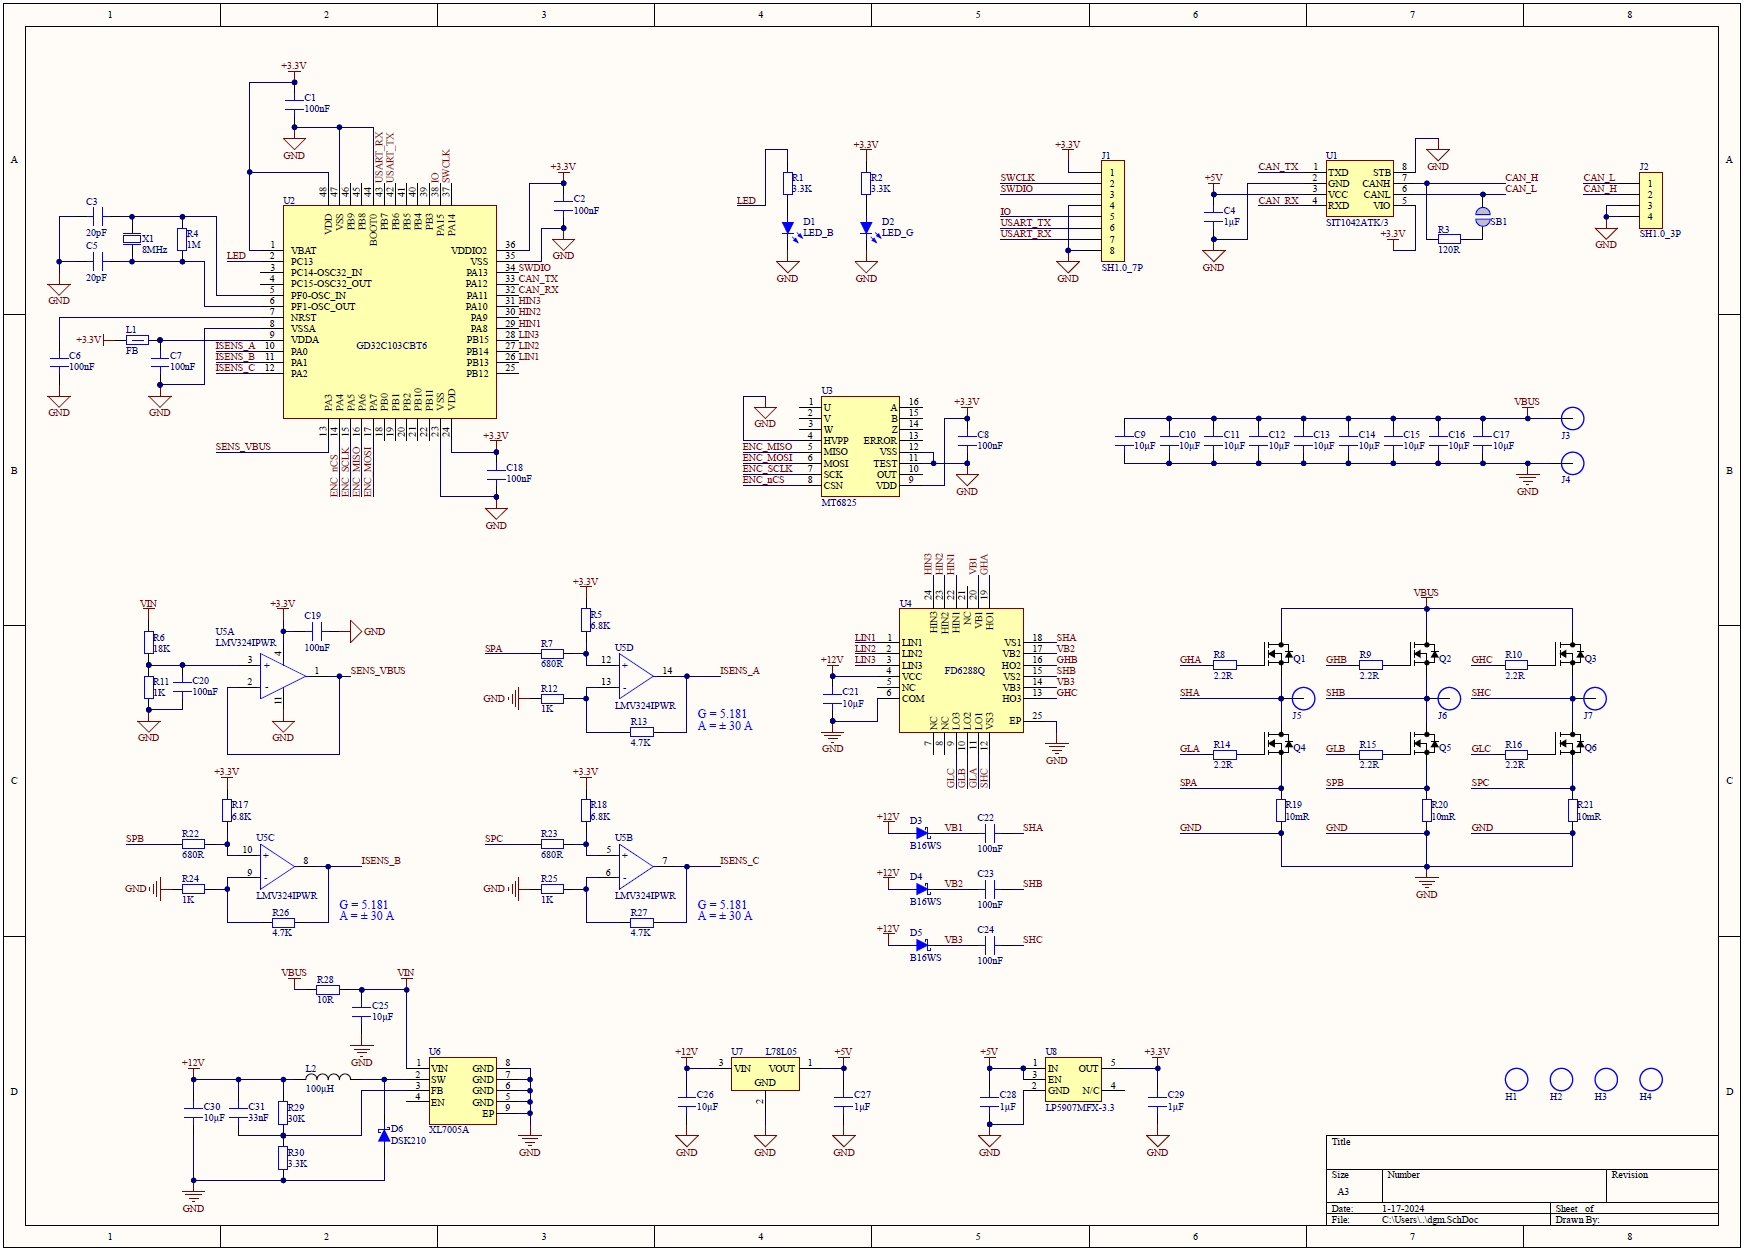 1 2 3 4 5 6 7 8
A
B
C
D
A
B
C
D
1 2 3 4 5 6 7 8
+3.3V
C1
100nF
GND
USART_RX
USART_TX
IO
SWCLK
48 47 46 45 44 43 42 41 40 39 38 37
U2
VDD VSS PB9 PB8 BOOT0 PB7 PB6 PB5 PB4 PB3 PA15 PA14
1 VBAT
LED 2 PC13
3 PC14-OSC32_IN
4 PC15-OSC32_OUT
5 PF0-OSC_IN
6 PF1-OSC_OUT
7 NRST
8 VSSA
9 VDDA
ISENS_A 10 PA0
ISENS_B 11 PA1
ISENS_C 12 PA2
GD32C103CBT6
VDDIO2 36
VSS 35
PA13 34 SWDIO
PA12 33 CAN_TX
PA11 32 CAN_RX
PA10 31 HIN3
PA9 30 HIN2
PA8 29 HIN1
PB15 28 LIN3
PB14 27 LIN2
PB13 26 LIN1
PB12 25
PA3 PA4 PA5 PA6 PA7 PB0 PB1 PB2 PB10 PB11 VSS VDD
13 14 15 16 17 18 19 20 21 22 23 24
SENS_VBUS
ENC_nCS
ENC_SCLK
ENC_MISO
ENC_MOSI
+3.3V
C18
100nF
GND
+3.3V
C2
100nF
GND
C3
20pF
X1
8MHz
R4
1M
C5
20pF
GND
+3.3V
L1
FB
C6
100nF
C7
100nF
GND
GND
LED
R1
3.3K
D1
LED_B
GND
+3.3V
R2
3.3K
D2
LED_G
GND
+3.3V
J1
SWCLK
SWDIO
IO
USART_TX
USART_RX
1
2
3
4
5
6
7
8
SH1.0_7P
GND
U1
CAN_TX 1 TXD
+5V 2 GND
3 VCC
CAN_RX 4 RXD
STB 8
CANH 7
CANL 6
VIO 5
SIT1042ATK/3
C4
1µF
GND
GND
CAN_H
CAN_L
+3.3V
R3
120R
SB1
J2
CAN_L 1
CAN_H 2
3
4
SH1.0_3P
GND
U3
GND
1 U
2 V
3 W
4 HVPP
ENC_MISO 5 MISO
ENC_MOSI 6 MOSI
ENC_SCLK 7 SCK
ENC_nCS 8 CSN
A 16
B 15
Z 14
ERROR 13
VSS 12
TEST 11
OUT 10
VDD 9
MT6825
+3.3V
C8
100nF
GND
VBUS
C9 C10 C11 C12 C13 C14 C15 C16 C17
10µF 10µF 10µF 10µF 10µF 10µF 10µF 10µF 10µF
J3
J4
GND
VIN
R6
18K
R11
1K
C20
100nF
GND
U5A
LMV324IPWR
+3.3V
C19
100nF
GND
3
2
4
11
1
SENS_VBUS
GND
+3.3V
R5
6.8K
SPA
R7
680R
U5D
12
13
14
ISENS_A
LMV324IPWR
GND
R12
1K
R13
4.7K
G = 5.181
A = ± 30 A
+3.3V
R17
6.8K
SPB
R22
680R
U5C
10
9
8
ISENS_B
LMV324IPWR
GND
R24
1K
R26
4.7K
G = 5.181
A = ± 30 A
+3.3V
R18
6.8K
SPC
R23
680R
U5B
5
6
7
ISENS_C
LMV324IPWR
GND
R25
1K
R27
4.7K
G = 5.181
A = ± 30 A
HIN3 HIN2 HIN1 VB1 GHA
24 23 22 21 20 19
U4
HIN3 HIN2 HIN1 NC VB1 HO1
LIN1 1 LIN1
LIN2 2 LIN2
LIN3 3 LIN3
+12V 4 VCC
5 NC
6 COM
FD6288Q
VS1 18 SHA
VB2 17 VB2
HO2 16 GHB
VS2 15 SHB
VB3 14 VB3
HO3 13 GHC
EP 25
NC NC LO3 LO2 LO1 VS3
7 8 9 10 11 12
GLC GLB GLA SHC
C21
10µF
GND
GND
+12V
D3
B16WS
VB1
C22
100nF
SHA
+12V
D4
B16WS
VB2
C23
100nF
SHB
+12V
D5
B16WS
VB3
C24
100nF
SHC
VBUS
GHA
R8
2.2R
Q1
GHB
R9
2.2R
Q2
GHC
R10
2.2R
Q3
SHA
J5
SHB
J6
SHC
J7
GLA
R14
2.2R
Q4
GLB
R15
2.2R
Q5
GLC
R16
2.2R
Q6
SPA
SPB
SPC
R19
10mR
R20
10mR
R21
10mR
GND
GND
GND
GND
VBUS
R28
10R
VIN
C25
10µF
GND
+12V
L2
100µH
C30
10µF
C31
33nF
R29
30K
R30
3.3K
D6
DSK210
GND
U6
1 VIN
2 SW
3 FB
4 EN
GND 8
GND 7
GND 6
GND 5
EP 9
XL7005A
GND
+12V
U7
L78L05
3 VIN
VOUT 1
GND
2
+5V
C26
10µF
C27
1µF
GND
GND
GND
+5V
U8
1 IN
3 EN
2 GND
OUT 5
N/C 4
LP5907MFX-3.3
+3.3V
C28
1µF
C29
1µF
GND
GND
H1
H2
H3
H4
Title
Size
A3
Number
Revision
Date: 1-17-2024
Sheet of
File: C:\Users\..\dgm.SchDoc
Drawn By: